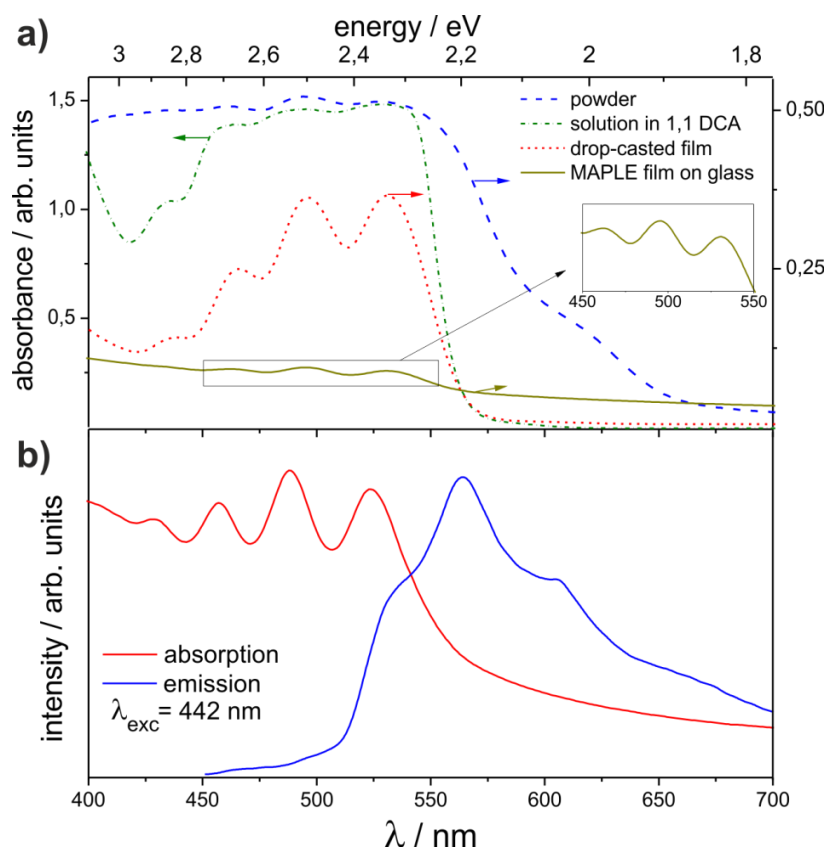 a)
energy / eV
3 2,8 2,6 2,4 2,2 2 1,8
absorbance / arb. units
1,5
1,0
0,5
0,50
0,25
powder
solution in 1,1 DCA
drop-casted film
MAPLE film on glass
450 500 550
b)
intensity / arb. units
absorption
emission
λexc= 442 nm
400 450 500 550 600 650 700
λ / nm